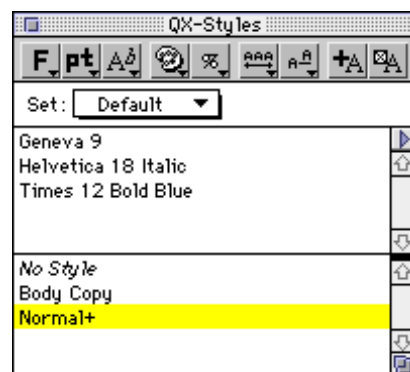 QX-Styles
F pt A
Set: Default
Geneva 9
Helvetica 18 Italic
Times 12 Bold Blue
No Style
Body Copy
Normal+